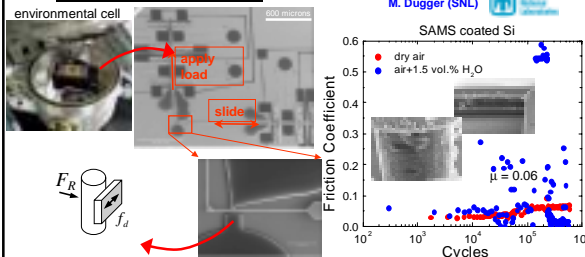 M. Dugger (SNL)
environmental cell
600 microns
apply
load
slide
F_R
f_d
SAMS coated Si
dry air
air+1.5 vol.% H₂O
Friction Coefficient
0.6
0.5
0.4
0.3
0.2
0.1
0.0
μ = 0.06
10² 10³ 10⁴ 10⁵ 10⁶
Cycles